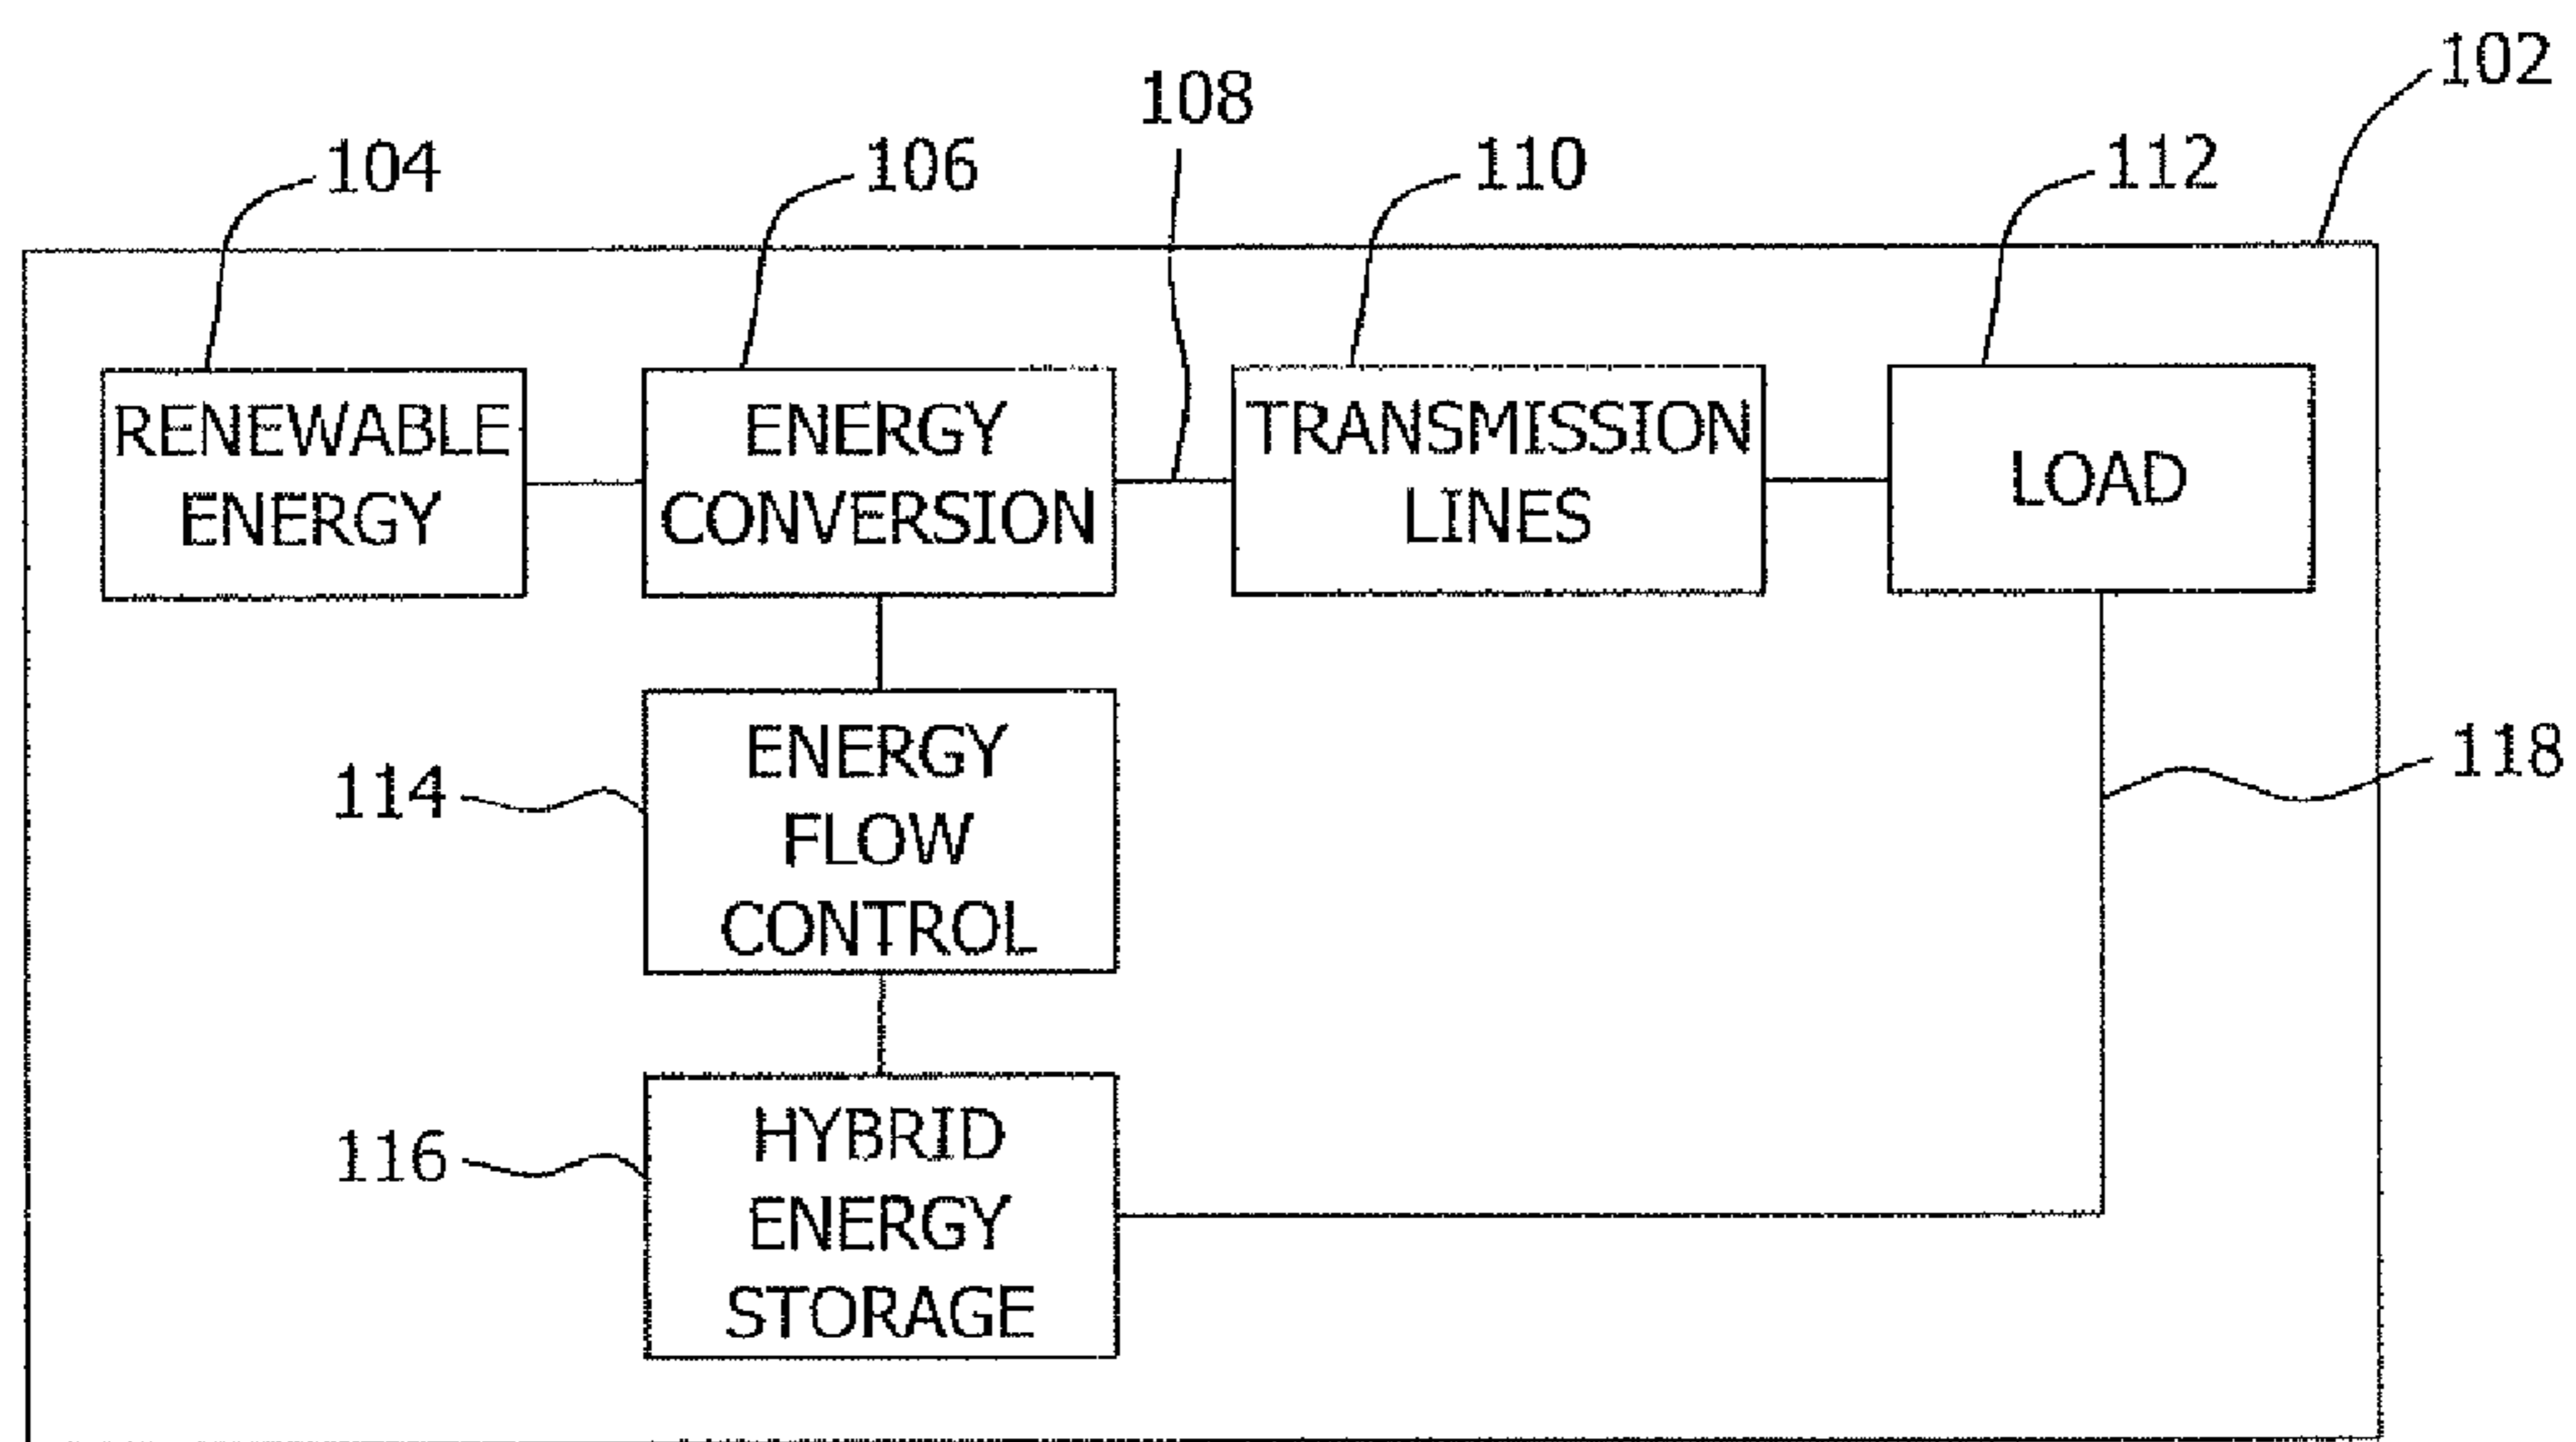 102
108
104
106
110
112
RENEWABLE
ENERGY
ENERGY
CONVERSION
TRANSMISSION
LINES
LOAD
114
ENERGY
FLOW
CONTROL
118
116
HYBRID
ENERGY
STORAGE